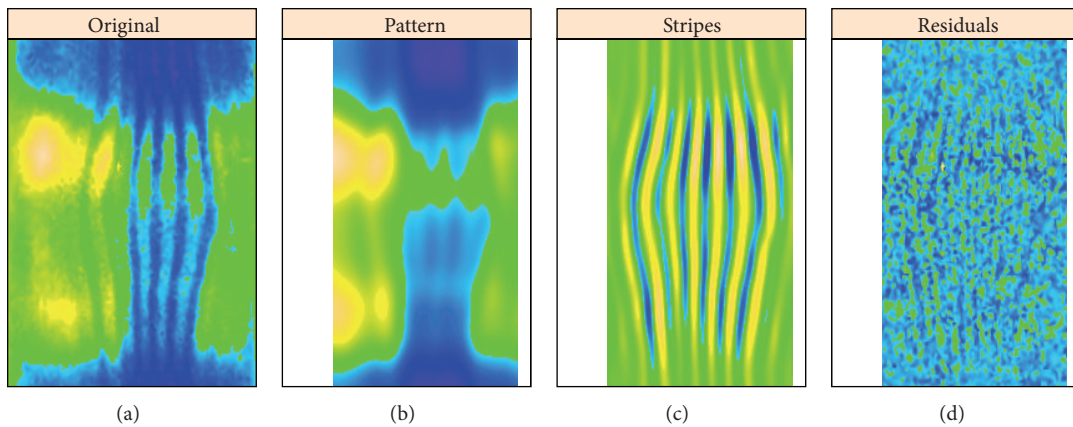 Original
Pattern
Stripes
Residuals
(a)
(b)
(c)
(d)